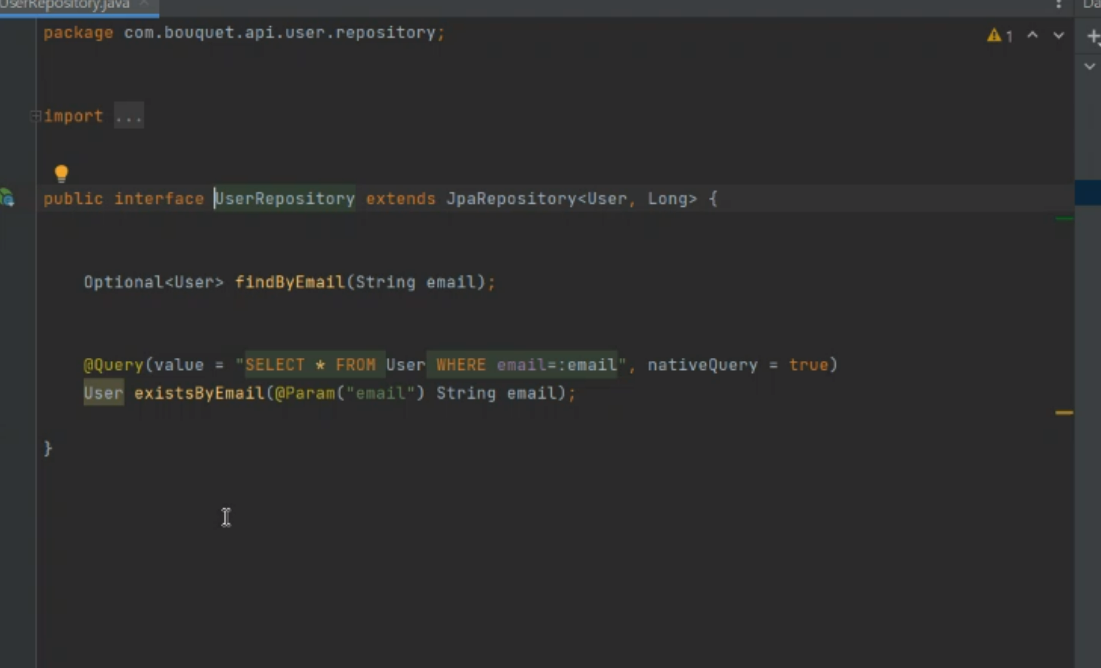 UserRepository.java
package com.bouquet.api.user.repository;
1
import ...
public interface UserRepository extends JpaRepository<User, Long> {
Optional<User> findByEmail(String email);
@Query(value = "SELECT * FROM User WHERE email=:email", nativeQuery = true)
User existsByEmail(@Param("email") String email);
}